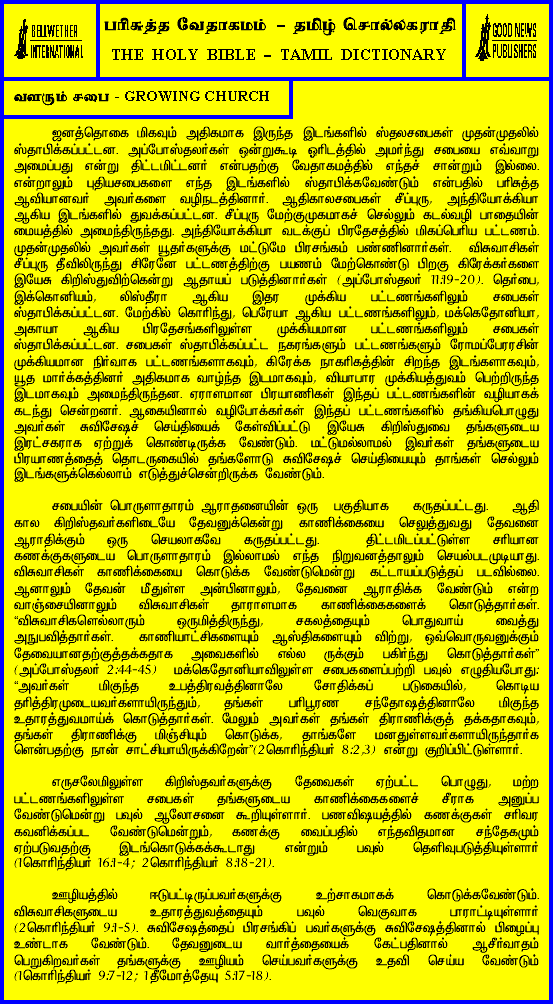 BELLWETHER
INTERNATIONAL
பரிசுத்த வேதாகமம் – தமிழ் சொல்லகராதி
THE HOLY BIBLE – TAMIL DICTIONARY
GOOD NEWS
PUBLISHERS
வளரும் சபை - GROWING CHURCH
ஜனத்தொகை மிகவும் அதிகமாக இருந்த இடங்களில் ஸ்தலசபைகள் முதன்முதலில்
ஸ்தாபிக்கப்பட்டன. அப்போஸ்தலர்கள் ஒன்றுகூடி ஓரிடத்தில் அமர்ந்து சபையை எவ்வாறு
அமைப்பது என்று திட்டமிட்டனர் என்பதற்கு வேதாகமத்தில் எந்தச் சான்றும் இல்லை.
என்றாலும் புதியசபைகளை எந்த இடங்களில் ஸ்தாபிக்கவேண்டும் என்பதில் பரிசுத்த
ஆவியானவர் அவர்களை வழிநடத்தினார். ஆதிகாலசபைகள் சீப்புரு, அந்தியோக்கியா
ஆகிய இடங்களில் துவக்கப்பட்டன. சீப்புரு மேற்குமுகமாகச் செல்லும் கடல்வழி பாதையின்
மையத்தில் அமைந்திருந்தது. அந்தியோக்கியா வடக்குப் பிரதேசத்தில் மிகப்பெரிய பட்டணம்.
முதன்முதலில் அவர்கள் யூதர்களுக்கு மட்டுமே பிரசங்கம் பண்ணினார்கள். விசுவாசிகள்
சீப்புரு தீவிலிருந்து சிரேனே பட்டணத்திற்கு பயணம் மேற்கொண்டு பிறகு கிரேக்கர்களை
இயேசு கிறிஸ்துவிற்கென்று ஆதாயப் படுத்தினார்கள் (அப்போஸ்தலர் 11:19-20). தெர்பை,
இக்கொனியம், லிஸ்தீரா ஆகிய இதர முக்கிய பட்டணங்களிலும் சபைகள்
ஸ்தாபிக்கப்பட்டன. மேற்கில் கொரிந்து, பெரேயா ஆகிய பட்டணங்களிலும், மக்கெதோனியா,
அகாயா ஆகிய பிரதேசங்களிலுள்ள முக்கியமான பட்டணங்களிலும் சபைகள்
ஸ்தாபிக்கப்பட்டன. சபைகள் ஸ்தாபிக்கப்பட்ட நகரங்களும் பட்டணங்களும் ரோமப்பேரரசின்
முக்கியமான நிர்வாக பட்டணங்களாகவும், கிரேக்க நாகரிகத்தின் சிறந்த இடங்களாகவும்,
யூத மார்க்கத்தினர் அதிகமாக வாழ்ந்த இடமாகவும், வியாபார முக்கியத்துவம் பெற்றிருந்த
இடமாகவும் அமைந்திருந்தன. ஏராளமான பிரயாணிகள் இந்தப் பட்டணங்களின் வழியாகக்
கடந்து சென்றனர். ஆகையினால் வழிபோக்கர்கள் இந்தப் பட்டணங்களில் தங்கியபொழுது
அவர்கள் சுவிசேஷச் செய்தியைக் கேள்விப்பட்டு இயேசு கிறிஸ்துவை தங்களுடைய
இரட்சகராக ஏற்றுக் கொண்டிருக்க வேண்டும். மட்டுமல்லாமல் இவர்கள் தங்களுடைய
பிரயாணத்தைத் தொடருகையில் தங்களோடு சுவிசேஷச் செய்தியையும் தாங்கள் செல்லும்
இடங்களுக்கெல்லாம் எடுத்துச்சென்றிருக்க வேண்டும்.
சபையின் பொருளாதாரம் ஆராதனையின் ஒரு பகுதியாக கருதப்பட்டது. ஆதி
கால கிறிஸ்தவர்களிடையே தேவனுக்கென்று காணிக்கையை செலுத்துவது தேவனை
ஆராதிக்கும் ஒரு செயலாகவே கருதப்பட்டது. திட்டமிடப்பட்டுள்ள சரியான
கணக்குகளுடைய பொருளாதாரம் இல்லாமல் எந்த நிறுவனத்தாலும் செயல்படமுடியாது.
விசுவாசிகள் காணிக்கையை கொடுக்க வேண்டுமென்று கட்டாயப்படுத்தப் படவில்லை.
ஆனாலும் தேவன் மீதுள்ள அன்பினாலும், தேவனை ஆராதிக்க வேண்டும் என்ற
வாஞ்சையினாலும் விசுவாசிகள் தாராளமாக காணிக்கைகளைக் கொடுத்தார்கள்.
“விசுவாசிகளெல்லாரும் ஒருமித்திருந்து, சகலத்தையும் பொதுவாய் வைத்து
அநுபவித்தார்கள். காணியாட்சிகளையும் ஆஸ்திகளையும் விற்று, ஒவ்வொருவனுக்கும்
தேவையானதற்குத்தக்கதாக அவைகளில் எல்ல ருக்கும் பகிர்ந்து கொடுத்தார்கள்”
(அப்போஸ்தலர் 2:44-45) மக்கெதோனியாவிலுள்ள சபைகளைப்பற்றி பவுல் எழுதியபோது;
“அவர்கள் மிகுந்த உபத்திரவத்தினாலே சோதிக்கப் படுகையில், கொடிய
தரித்திரமுடையவர்களாயிருந்தும், தங்கள் பரிபூரண சந்தோஷத்தினாலே மிகுந்த
உதாரத்துவமாய்க் கொடுத்தார்கள். மேலும் அவர்கள் தங்கள் திராணிக்குத் தக்கதாகவும்,
தங்கள் திராணிக்கு மிஞ்சியும் கொடுக்க, தாங்களே மனதுள்ளவர்களாயிருந்தார்க
ளென்பதற்கு நான் சாட்சியாயிருக்கிறேன்”(2கொரிந்தியர் 8:2,3) என்று குறிப்பிட்டுள்ளார்.
எருசலேமிலுள்ள கிறிஸ்தவர்களுக்கு தேவைகள் ஏற்பட்ட பொழுது, மற்ற
பட்டணங்களிலுள்ள சபைகள் தங்களுடைய காணிக்கைகளைச் சீராக அனுப்ப
வேண்டுமென்று பவுல் ஆலோசனை கூறியுள்ளார். பணவிஷயத்தில் கணக்குகள் சரிவர
கவனிக்கப்பட வேண்டுமென்றும், கணக்கு வைப்பதில் எந்தவிதமான சந்தேகமும்
ஏற்படுவதற்கு இடங்கொடுக்கக்கூடாது என்றும் பவுல் தெளிவுபடுத்தியுள்ளார்
(1கொரிந்தியர் 16:1-4; 2கொரிந்தியர் 8:18-21).
ஊழியத்தில் ஈடுபட்டிருப்பவர்களுக்கு உற்சாகமாகக் கொடுக்கவேண்டும்.
விசுவாசிகளுடைய உதாரத்துவத்தையும் பவுல் வெகுவாக பாராட்டியுள்ளார்
(2கொரிந்தியர் 9:1-5). சுவிசேஷத்தைப் பிரசங்கிப் பவர்களுக்கு சுவிசேஷத்தினால் பிழைப்பு
உண்டாக வேண்டும். தேவனுடைய வார்த்தையைக் கேட்பதினால் ஆசீர்வாதம்
பெறுகிறவர்கள் தங்களுக்கு ஊழியம் செய்பவர்களுக்கு உதவி செய்ய வேண்டும்
(1கொரிந்தியர் 9:7-12; 1தீமோத்தேயு 5:17-18).